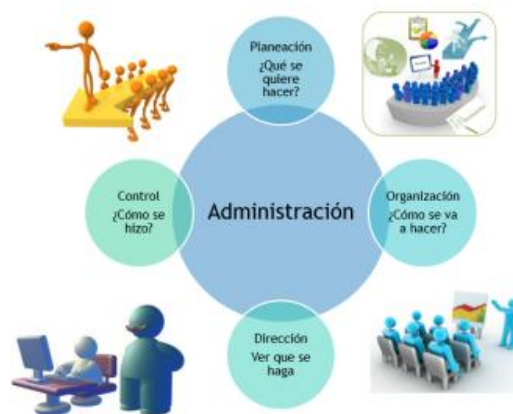 Planeación
¿Qué se
quiere
hacer?
Control
¿Cómo se
hizo?
Administración
Organización
¿Cómo se va
a hacer?
Dirección
Ver que se
haga